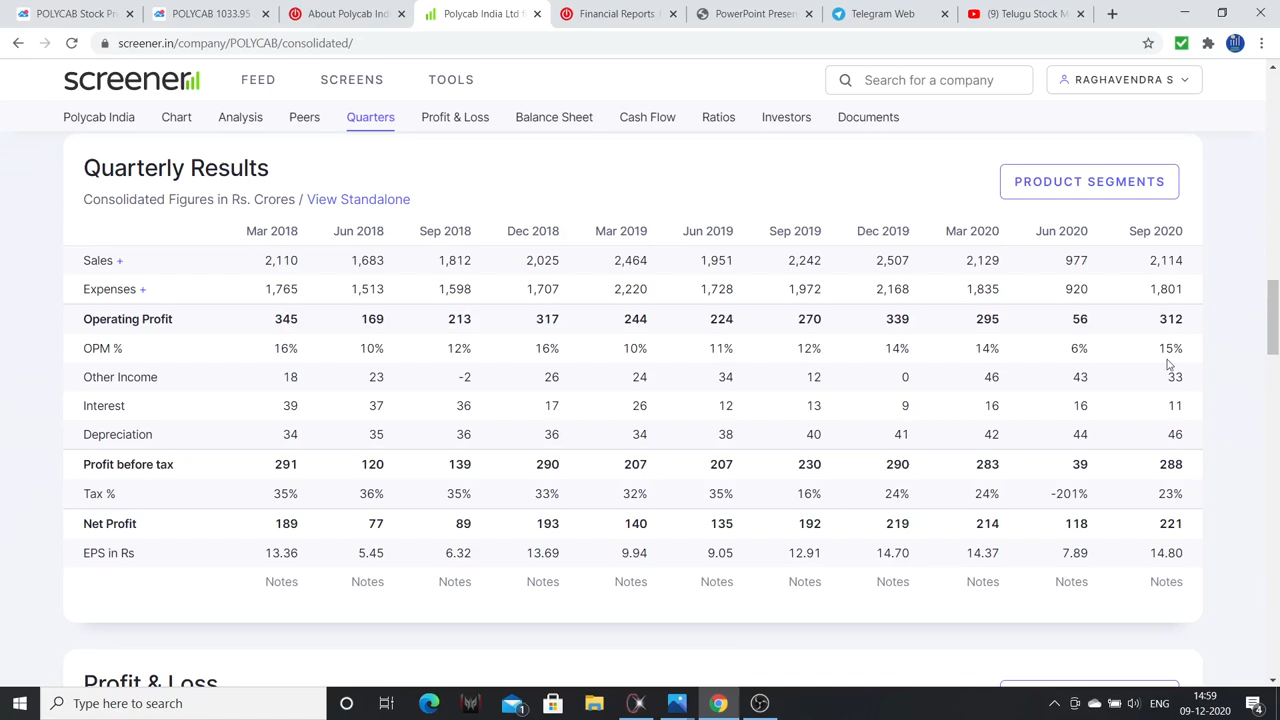 POLYCAB Stock Pri
POLYCAB 1033.95
About Polycab Indi
Polycab India Ltd f
Financial Reports |
PowerPoint Presen
Telegram Web
(9) Telugu Stock M
screener.in/company/POLYCAB/consolidated/
screener
FEED SCREENS TOOLS
Search for a company
RAGHAVENDRA S
Polycab India Chart Analysis Peers Quarters Profit & Loss Balance Sheet Cash Flow Ratios Investors Documents
Quarterly Results
PRODUCT SEGMENTS
Consolidated Figures in Rs. Crores / View Standalone
Mar 2018 Jun 2018 Sep 2018 Dec 2018 Mar 2019 Jun 2019 Sep 2019 Dec 2019 Mar 2020 Jun 2020 Sep 2020
Sales + 2,110 1,683 1,812 2,025 2,464 1,951 2,242 2,507 2,129 977 2,114
Expenses + 1,765 1,513 1,598 1,707 2,220 1,728 1,972 2,168 1,835 920 1,801
Operating Profit 345 169 213 317 244 224 270 339 295 56 312
OPM % 16% 10% 12% 16% 10% 11% 12% 14% 14% 6% 15%
Other Income 18 23 -2 26 24 34 12 0 46 43 33
Interest 39 37 36 17 26 12 13 9 16 16 11
Depreciation 34 35 36 36 34 38 40 41 42 44 46
Profit before tax 291 120 139 290 207 207 230 290 283 39 288
Tax % 35% 36% 35% 33% 32% 35% 16% 24% 24% -201% 23%
Net Profit 189 77 89 193 140 135 192 219 214 118 221
EPS in Rs 13.36 5.45 6.32 13.69 9.94 9.05 12.91 14.70 14.37 7.89 14.80
Notes Notes Notes Notes Notes Notes Notes Notes Notes Notes Notes
Profit & Loss
Type here to search
1
ENG
14:59
09-12-2020
4